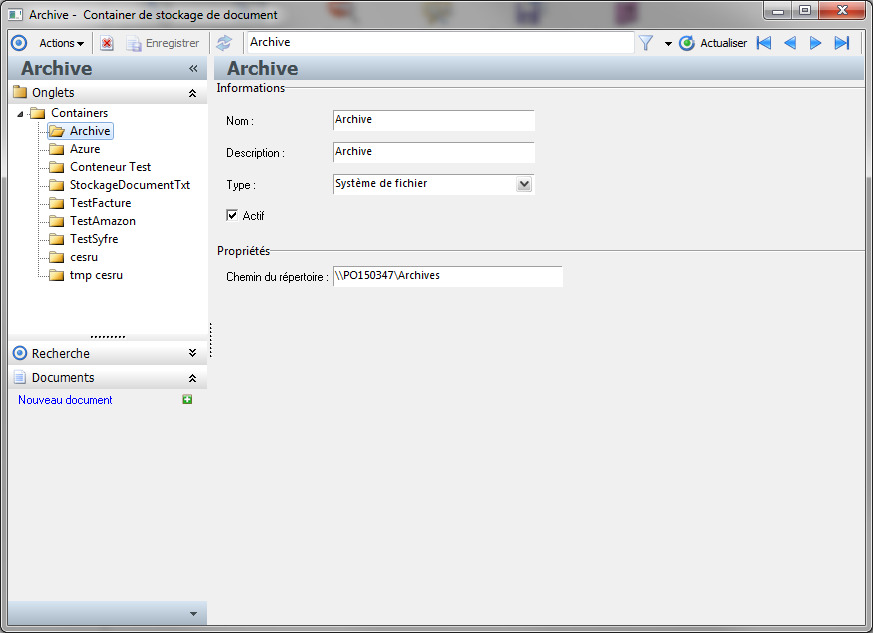 Archive -  Container de stockage de document
Actions
Enregistrer
Archive
Actualiser
Archive
Onglets
Containers
Archive
Azure
Conteneur Test
StockageDocumentTxt
TestFacture
TestAmazon
TestSyfre
cesru
tmp cesru
Recherche
Documents
Nouveau document
Archive
Informations
Nom :
Archive
Description :
Archive
Type :
Système de fichier
Actif
Propriétés
Chemin du répertoire :
\\PO150347\Archives